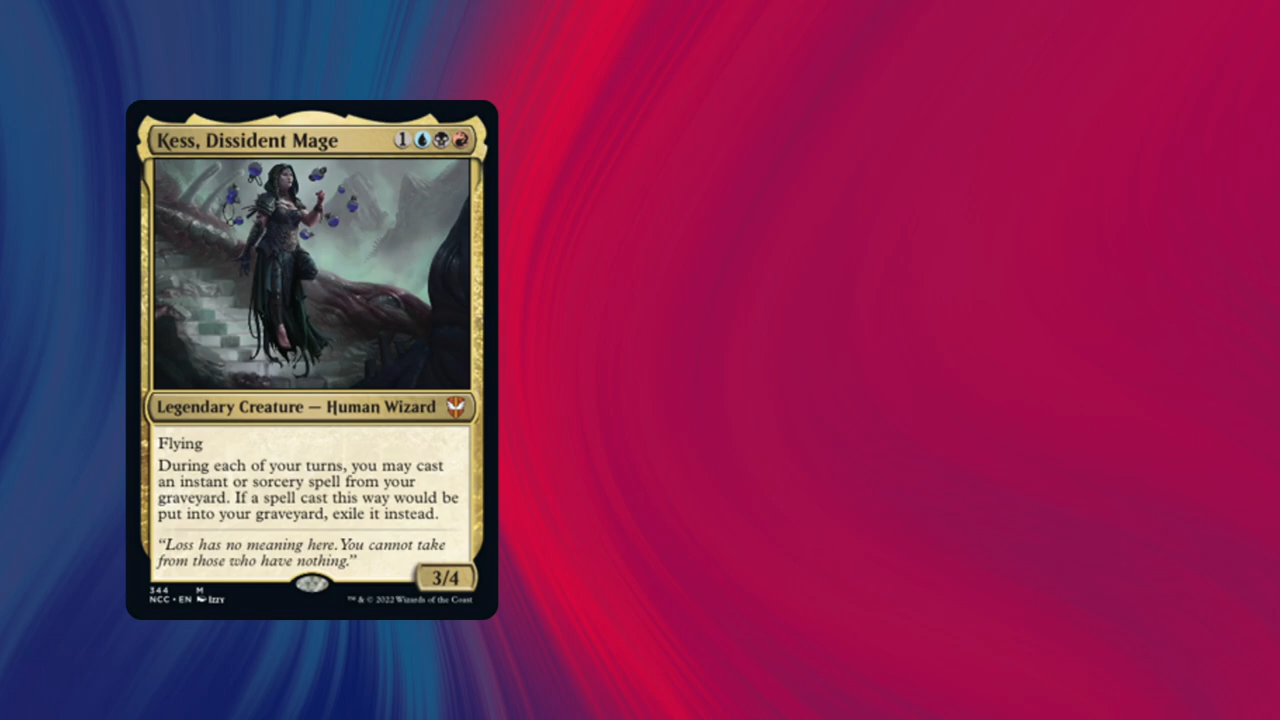 Kess, Dissident Mage 1
Legendary Creature — Human Wizard
Flying
During each of your turns, you may cast
an instant or sorcery spell from your
graveyard. If a spell cast this way would be
put into your graveyard, exile it instead.
“Loss has no meaning here. You cannot take
from those who have nothing.”
3/4
344 M
NCC • EN Izzy ™ & © 2022 Wizards of the Coast